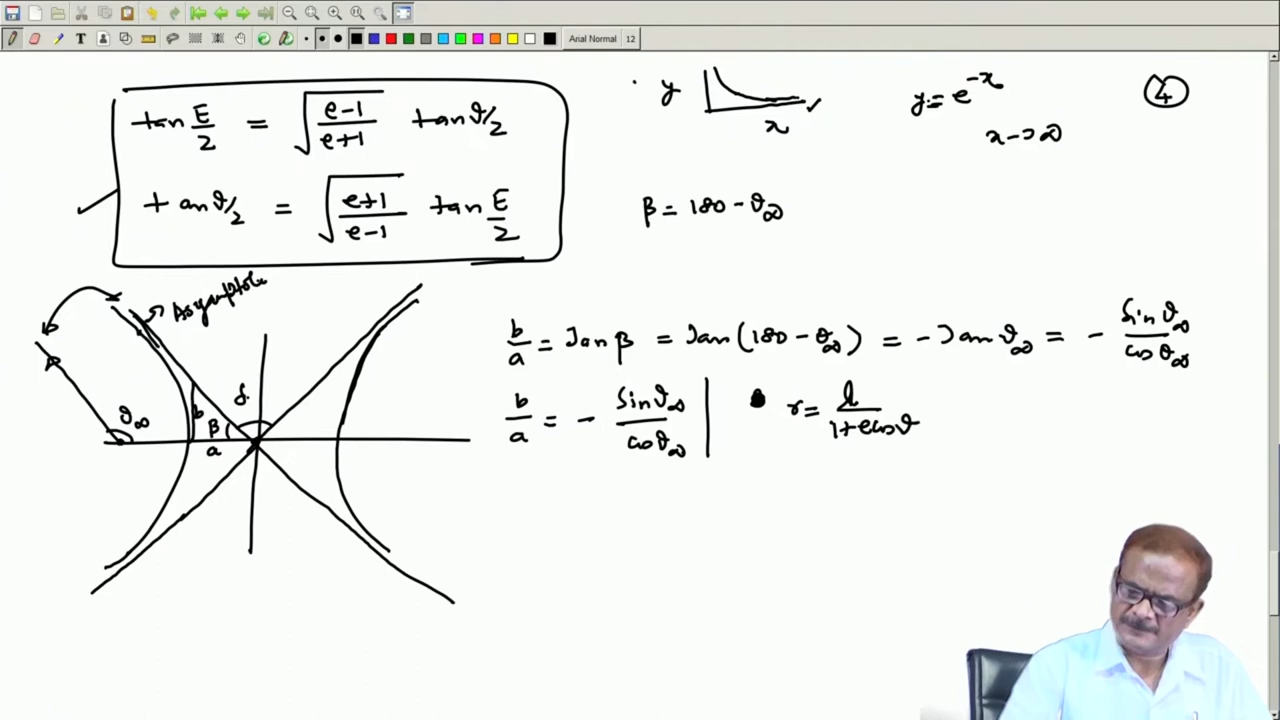 Arial Normal 12
tan E/2 = √((e-1)/(e+1)) tan θ/2
tan θ/2 = √((e+1)/(e-1)) tan E/2
y
x
y = e^-x
x → ∞
4
β = 180 - θ∞
Asymptote
θ∞
δ
b
β
a
b/a = Tan β = Tan(180 - θ∞) = - Tan θ∞ = - Sin θ∞ / cos θ∞
b/a = - Sin θ∞ / cos θ∞
r = l / 1+e cos θ